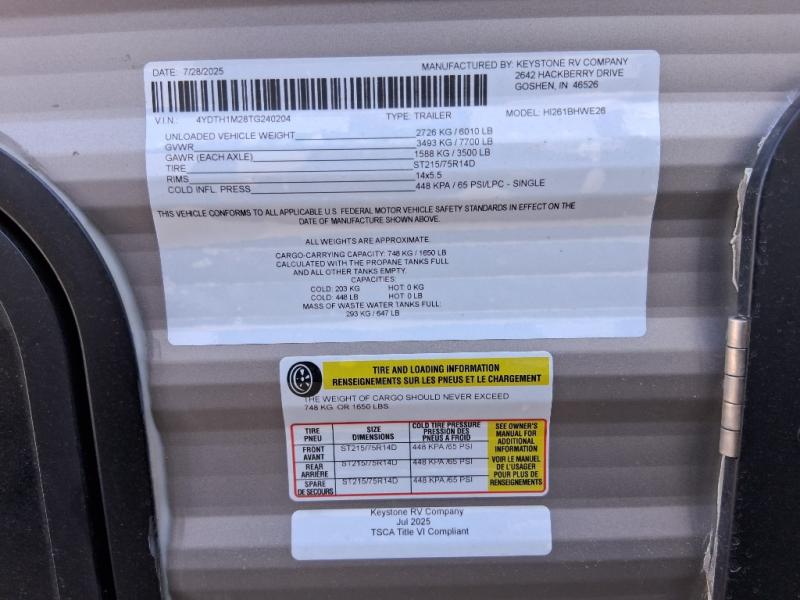 DATE: 7/28/2025
MANUFACTURED BY: KEYSTONE RV COMPANY
2642 HACKBERRY DRIVE
GOSHEN, IN 46526
V.I.N.: 4YDTH1M28TG240204 TYPE: TRAILER MODEL: HI261BHWE26
UNLOADED VEHICLE WEIGHT 2726 KG / 6010 LB
GVWR 3493 KG / 7700 LB
GAWR (EACH AXLE) 1588 KG / 3500 LB
TIRE ST215/75R14D
RIMS 14x5.5
COLD INFL. PRESS 448 KPA / 65 PSI/LPC - SINGLE
THIS VEHICLE CONFORMS TO ALL APPLICABLE U.S. FEDERAL MOTOR VEHICLE SAFETY STANDARDS IN EFFECT ON THE
DATE OF MANUFACTURE SHOWN ABOVE.
ALL WEIGHTS ARE APPROXIMATE.
CARGO-CARRYING CAPACITY: 748 KG / 1650 LB
CALCULATED WITH THE PROPANE TANKS FULL
AND ALL OTHER TANKS EMPTY.
CAPACITIES:
COLD: 203 KG HOT: 0 KG
COLD: 448 LB HOT: 0 LB
MASS OF WASTE WATER TANKS FULL:
293 KG / 647 LB
TIRE AND LOADING INFORMATION
RENSEIGNEMENTS SUR LES PNEUS ET LE CHARGEMENT
THE WEIGHT OF CARGO SHOULD NEVER EXCEED
748 KG OR 1650 LBS
TIRE
PNEU
SIZE
DIMENSIONS
COLD TIRE PRESSURE
PRESSION DES
PNEUS A FROID
SEE OWNER'S
MANUAL FOR
ADDITIONAL
INFORMATION
VOIR LE MANUEL
DE L'USAGER
POUR PLUS DE
RENSEIGNEMENTS
FRONT
AVANT
ST215/75R14D
448 KPA /65 PSI
REAR
ARRIÈRE
ST215/75R14D
448 KPA /65 PSI
SPARE
DE SECOURS
ST215/75R14D
448 KPA /65 PSI
Keystone RV Company
Jul 2025
TSCA Title VI Compliant